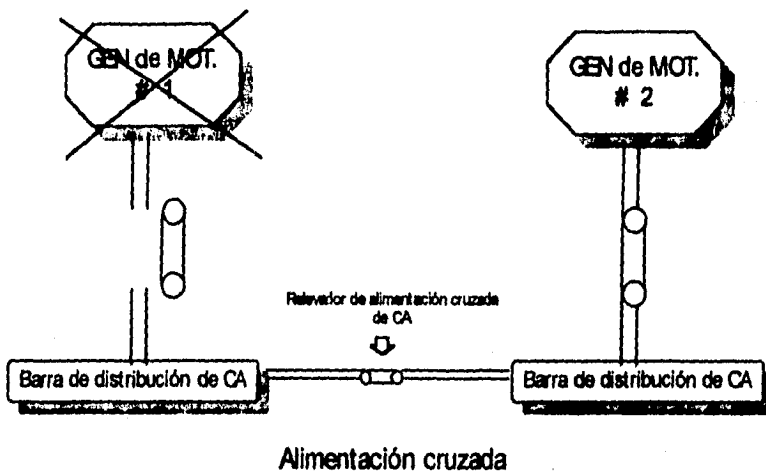 GEN de MOT.
# 1
GEN de MOT.
# 2
Relevador de alimentación cruzada
de CA
Barra de distribución de CA
Barra de distribución de CA
Alimentación cruzada